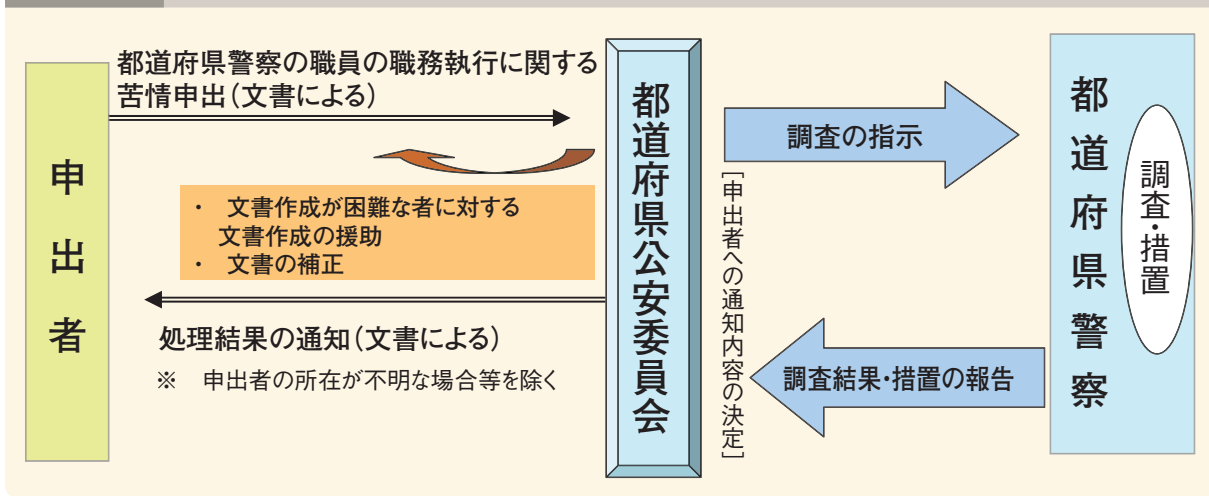 申出者
都道府県警察の職員の職務執行に関する
苦情申出(文書による)
・ 文書作成が困難な者に対する
文書作成の援助
・ 文書の補正
処理結果の通知(文書による)
※ 申出者の所在が不明な場合等を除く
都道府県公安委員会
調査の指示
[申出者への通知内容の決定]
調査結果・措置の報告
都道府県警察
調査・措置